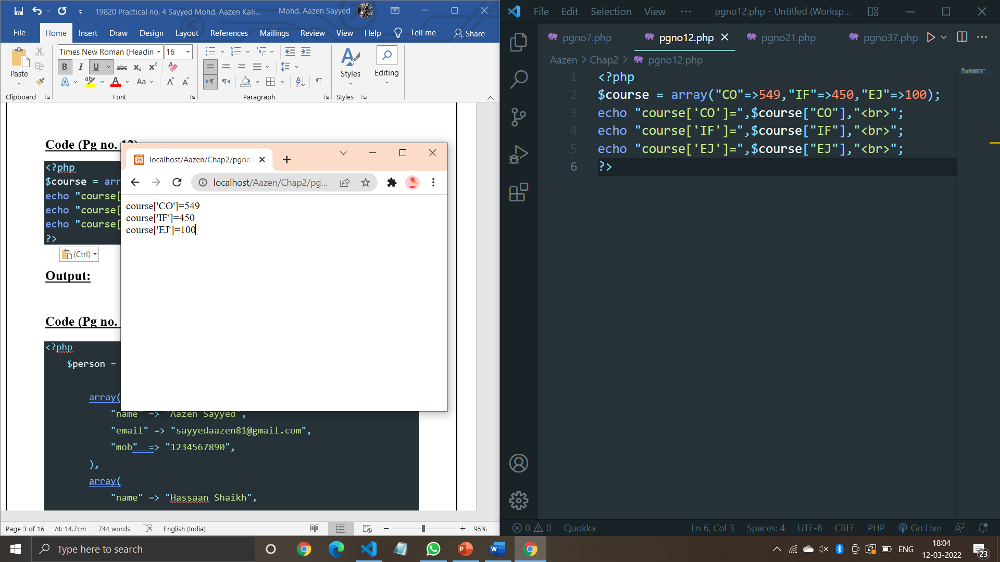 19820 Practical no. 4 Sayyed Mohd. Aazen Kali...
Mohd. Aazen Sayyed
File
Home
Insert
Draw
Design
Layout
References
Mailings
Review
View
Help
Tell me
Share
Paste
Times New Roman (Headin
16
B I U abc x₂ x²
A ab A Aa A A
Styles
Editing
Clipboard
Font
Paragraph
Styles
Code (Pg no. 12)
<?php
$course = arr
echo "course[
echo "course[
echo "course[
?>
(Ctrl)
Output:
Code (Pg no.
<?php
$person =
array(
"name" => "Aazen Sayyed",
"email" => "sayyedaazen81@gmail.com",
"mob" => "1234567890",
),
array(
"name" => "Hassaan Shaikh",
Page 3 of 16
At: 14.7cm
744 words
English (India)
95%
localhost/Aazen/Chap2/pgno1
localhost/Aazen/Chap2/pg...
course['CO']=549
course['IF']=450
course['EJ']=100
File Edit Selection View ...
pgno12.php - Untitled (Worksp...
pgno7.php
pgno12.php
pgno21.php
pgno37.php
Aazen > Chap2 > pgno12.php
1 <?php
2 $course = array("CO"=>549,"IF"=>450,"EJ"=>100);
3 echo "course['CO']=",$course["CO"],"<br>";
4 echo "course['IF']=",$course["IF"],"<br>";
5 echo "course['EJ']=",$course["EJ"],"<br>";
6 ?>
0 0
Quokka
Ln 6, Col 3
Spaces: 4
UTF-8
CRLF
PHP
Go Live
Type here to search
ENG
18:04
12-03-2022
23